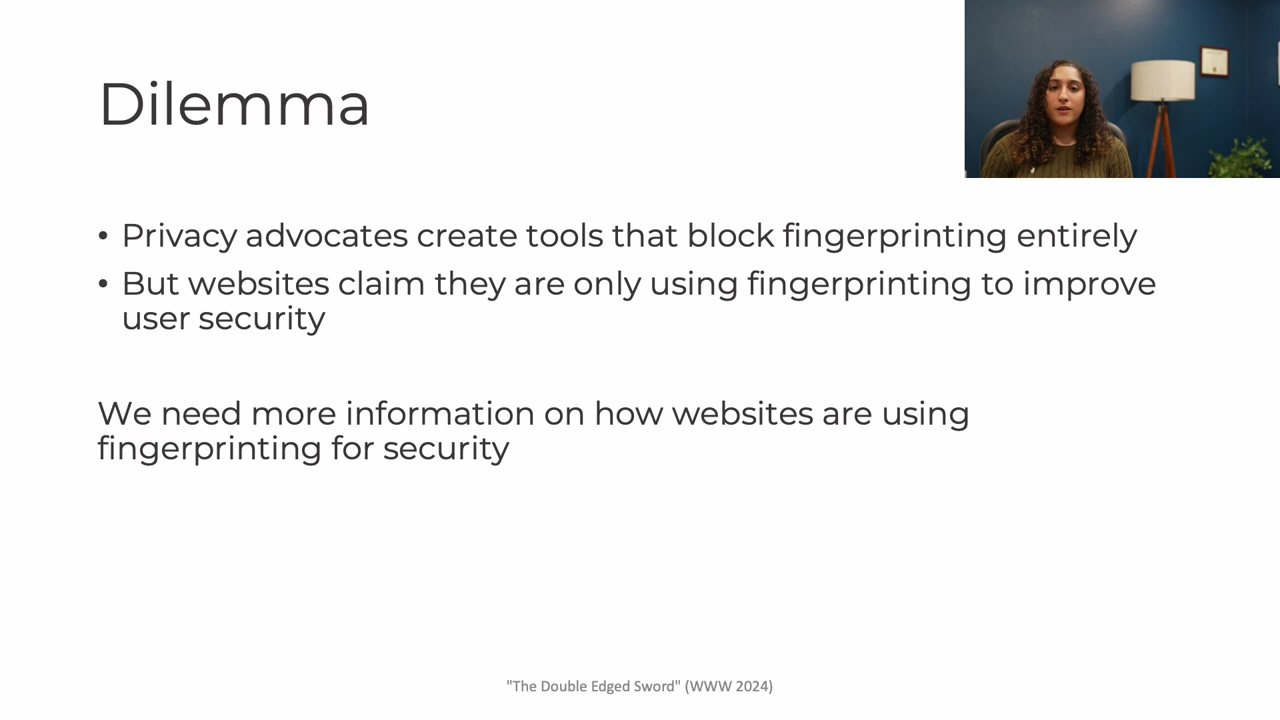 Dilemma
• Privacy advocates create tools that block fingerprinting entirely
• But websites claim they are only using fingerprinting to improve
user security
We need more information on how websites are using
fingerprinting for security
"The Double Edged Sword" (WWW 2024)